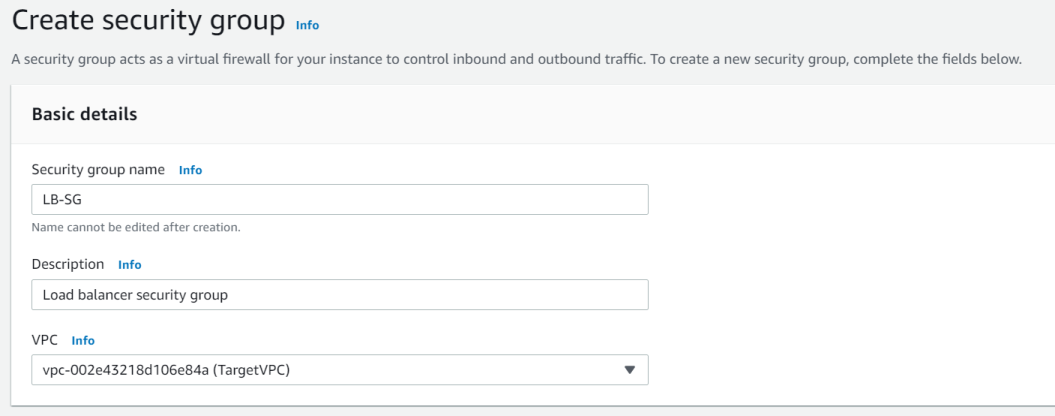 Create security group Info
A security group acts as a virtual firewall for your instance to control inbound and outbound traffic. To create a new security group, complete the fields below.
Basic details
Security group name Info
LB-SG
Name cannot be edited after creation.
Description Info
Load balancer security group
VPC Info
vpc-002e43218d106e84a (TargetVPC)